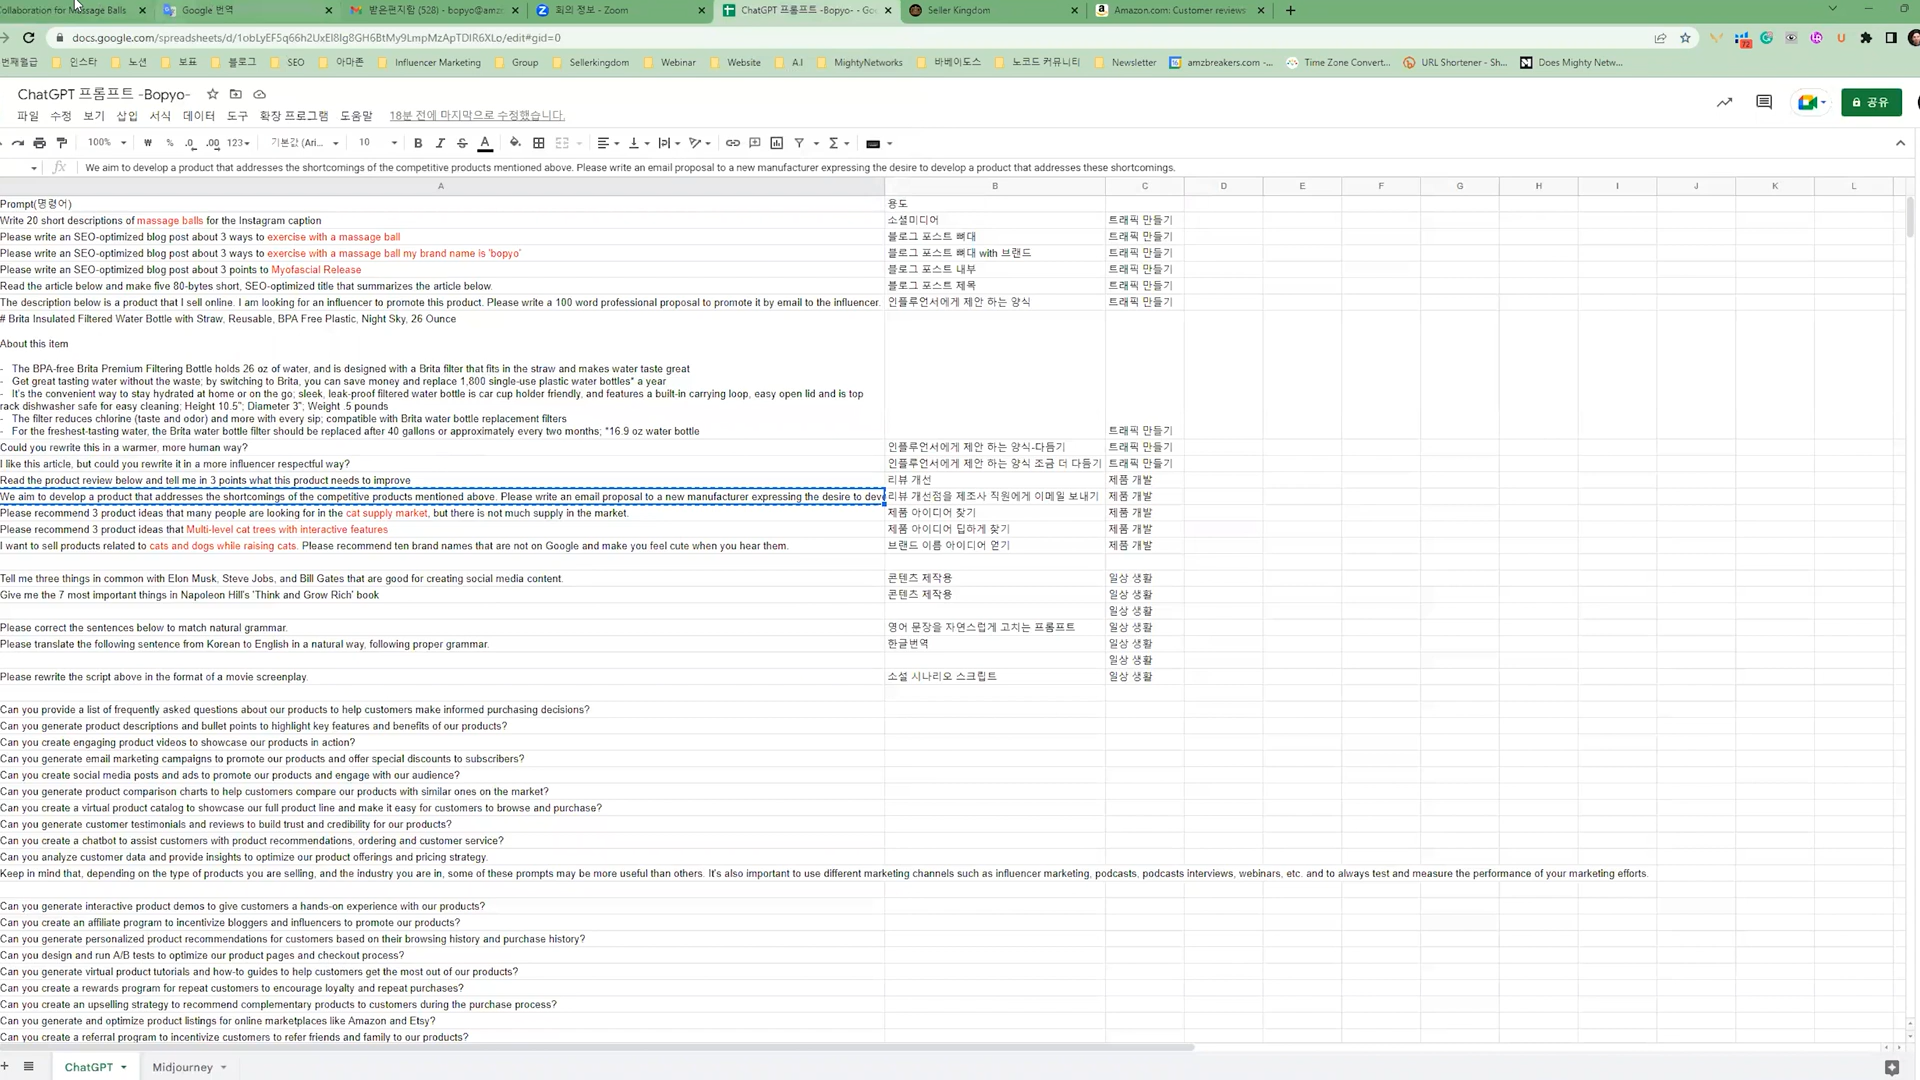 ollaboration for Massage Balls
Google 번역
받은편지함 (528) - bopyo@amz
회의 정보 - Zoom
ChatGPT 프롬프트 -Bopyo- - Goo
Seller Kingdom
Amazon.com: Customer reviews
docs.google.com/spreadsheets/d/1obLyEF5q66h2UxEI8Ig8GH6BtMy9LmpMzApTDlR6XLo/edit#gid=0
번째월급
인스타
노션
보표
블로그
SEO
아마존
Influencer Marketing
Group
Sellerkingdom
Webinar
Website
A.I
MightyNetworks
바베이도스
노코드 커뮤니티
Newsletter
amzbreakers.com -...
Time Zone Convert...
URL Shortener - Sh...
Does Mighty Netw...
ChatGPT 프롬프트 -Bopyo-
파일 수정 보기 삽입 서식 데이터 도구 확장 프로그램 도움말 18분 전에 마지막으로 수정했습니다.
공유
100% ₩ % .0 .00 123 기본값 (Ari... 10 B I S A
fx We aim to develop a product that addresses the shortcomings of the competitive products mentioned above. Please write an email proposal to a new manufacturer expressing the desire to develop a product that addresses these shortcomings.
A B C D E F G H I J K L
Prompt(명령어) 용도
Write 20 short descriptions of massage balls for the Instagram caption 소셜미디어 트래픽 만들기
Please write an SEO-optimized blog post about 3 ways to exercise with a massage ball 블로그 포스트 뼈대 트래픽 만들기
Please write an SEO-optimized blog post about 3 ways to exercise with a massage ball my brand name is 'bopyo' 블로그 포스트 뼈대 with 브랜드 트래픽 만들기
Please write an SEO-optimized blog post about 3 points to Myofascial Release 블로그 포스트 내부 트래픽 만들기
Read the article below and make five 80-bytes short, SEO-optimized title that summarizes the article below. 블로그 포스트 제목 트래픽 만들기
The description below is a product that I sell online. I am looking for an influencer to promote this product. Please write a 100 word professional proposal to promote it by email to the influencer. 인플루언서에게 제안 하는 양식 트래픽 만들기
# Brita Insulated Filtered Water Bottle with Straw, Reusable, BPA Free Plastic, Night Sky, 26 Ounce
About this item
- The BPA-free Brita Premium Filtering Bottle holds 26 oz of water, and is designed with a Brita filter that fits in the straw and makes water taste great
- Get great tasting water without the waste; by switching to Brita, you can save money and replace 1,800 single-use plastic water bottles* a year
- It's the convenient way to stay hydrated at home or on the go; sleek, leak-proof filtered water bottle is car cup holder friendly, and features a built-in carrying loop, easy open lid and is top
rack dishwasher safe for easy cleaning; Height 10.5"; Diameter 3"; Weight .5 pounds
- The filter reduces chlorine (taste and odor) and more with every sip; compatible with Brita water bottle replacement filters
- For the freshest-tasting water, the Brita water bottle filter should be replaced after 40 gallons or approximately every two months; *16.9 oz water bottle 트래픽 만들기
Could you rewrite this in a warmer, more human way? 인플루언서에게 제안 하는 양식-다듬기 트래픽 만들기
I like this article, but could you rewrite it in a more influencer respectful way? 인플루언서에게 제안 하는 양식 조금 더 다듬기 트래픽 만들기
Read the product review below and tell me in 3 points what this product needs to improve 리뷰 개선 제품 개발
We aim to develop a product that addresses the shortcomings of the competitive products mentioned above. Please write an email proposal to a new manufacturer expressing the desire to deve 리뷰 개선점을 제조사 직원에게 이메일 보내기 제품 개발
Please recommend 3 product ideas that many people are looking for in the cat supply market, but there is not much supply in the market. 제품 아이디어 찾기 제품 개발
Please recommend 3 product ideas that Multi-level cat trees with interactive features 제품 아이디어 딥하게 찾기 제품 개발
I want to sell products related to cats and dogs while raising cats. Please recommend ten brand names that are not on Google and make you feel cute when you hear them. 브랜드 이름 아이디어 얻기 제품 개발
Tell me three things in common with Elon Musk, Steve Jobs, and Bill Gates that are good for creating social media content. 콘텐츠 제작용 일상 생활
Give me the 7 most important things in Napoleon Hill's 'Think and Grow Rich' book 콘텐츠 제작용 일상 생활
일상 생활
Please correct the sentences below to match natural grammar. 영어 문장을 자연스럽게 고치는 프롬프트 일상 생활
Please translate the following sentence from Korean to English in a natural way, following proper grammar. 한글번역 일상 생활
일상 생활
Please rewrite the script above in the format of a movie screenplay. 소설 시나리오 스크립트 일상 생활
Can you provide a list of frequently asked questions about our products to help customers make informed purchasing decisions?
Can you generate product descriptions and bullet points to highlight key features and benefits of our products?
Can you create engaging product videos to showcase our products in action?
Can you generate email marketing campaigns to promote our products and offer special discounts to subscribers?
Can you create social media posts and ads to promote our products and engage with our audience?
Can you generate product comparison charts to help customers compare our products with similar ones on the market?
Can you create a virtual product catalog to showcase our full product line and make it easy for customers to browse and purchase?
Can you generate customer testimonials and reviews to build trust and credibility for our products?
Can you create a chatbot to assist customers with product recommendations, ordering and customer service?
Can you analyze customer data and provide insights to optimize our product offerings and pricing strategy.
Keep in mind that, depending on the type of products you are selling, and the industry you are in, some of these prompts may be more useful than others. It's also important to use different marketing channels such as influencer marketing, podcasts, podcasts interviews, webinars, etc. and to always test and measure the performance of your marketing efforts.
Can you generate interactive product demos to give customers a hands-on experience with our products?
Can you create an affiliate program to incentivize bloggers and influencers to promote our products?
Can you generate personalized product recommendations for customers based on their browsing history and purchase history?
Can you design and run A/B tests to optimize our product pages and checkout process?
Can you generate virtual product tutorials and how-to guides to help customers get the most out of our products?
Can you create a rewards program for repeat customers to encourage loyalty and repeat purchases?
Can you create an upselling strategy to recommend complementary products to customers during the purchase process?
Can you generate and optimize product listings for online marketplaces like Amazon and Etsy?
Can you create a referral program to incentivize customers to refer friends and family to our products?
ChatGPT
Midjourney